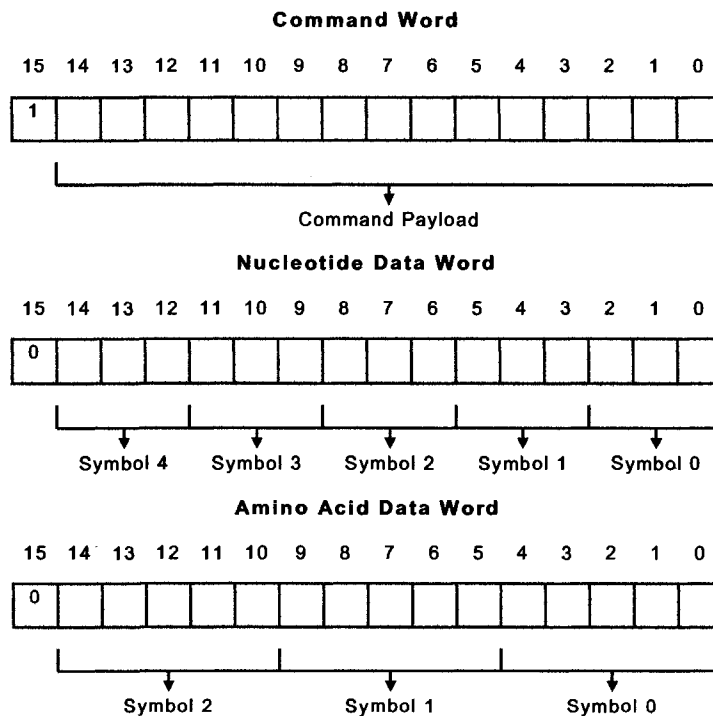 Command Word
15 14 13 12 11 10 9 8 7 6 5 4 3 2 1 0
1
Command Payload
Nucleotide Data Word
15 14 13 12 11 10 9 8 7 6 5 4 3 2 1 0
0
Symbol 4 Symbol 3 Symbol 2 Symbol 1 Symbol 0
Amino Acid Data Word
15 14 13 12 11 10 9 8 7 6 5 4 3 2 1 0
0
Symbol 2 Symbol 1 Symbol 0